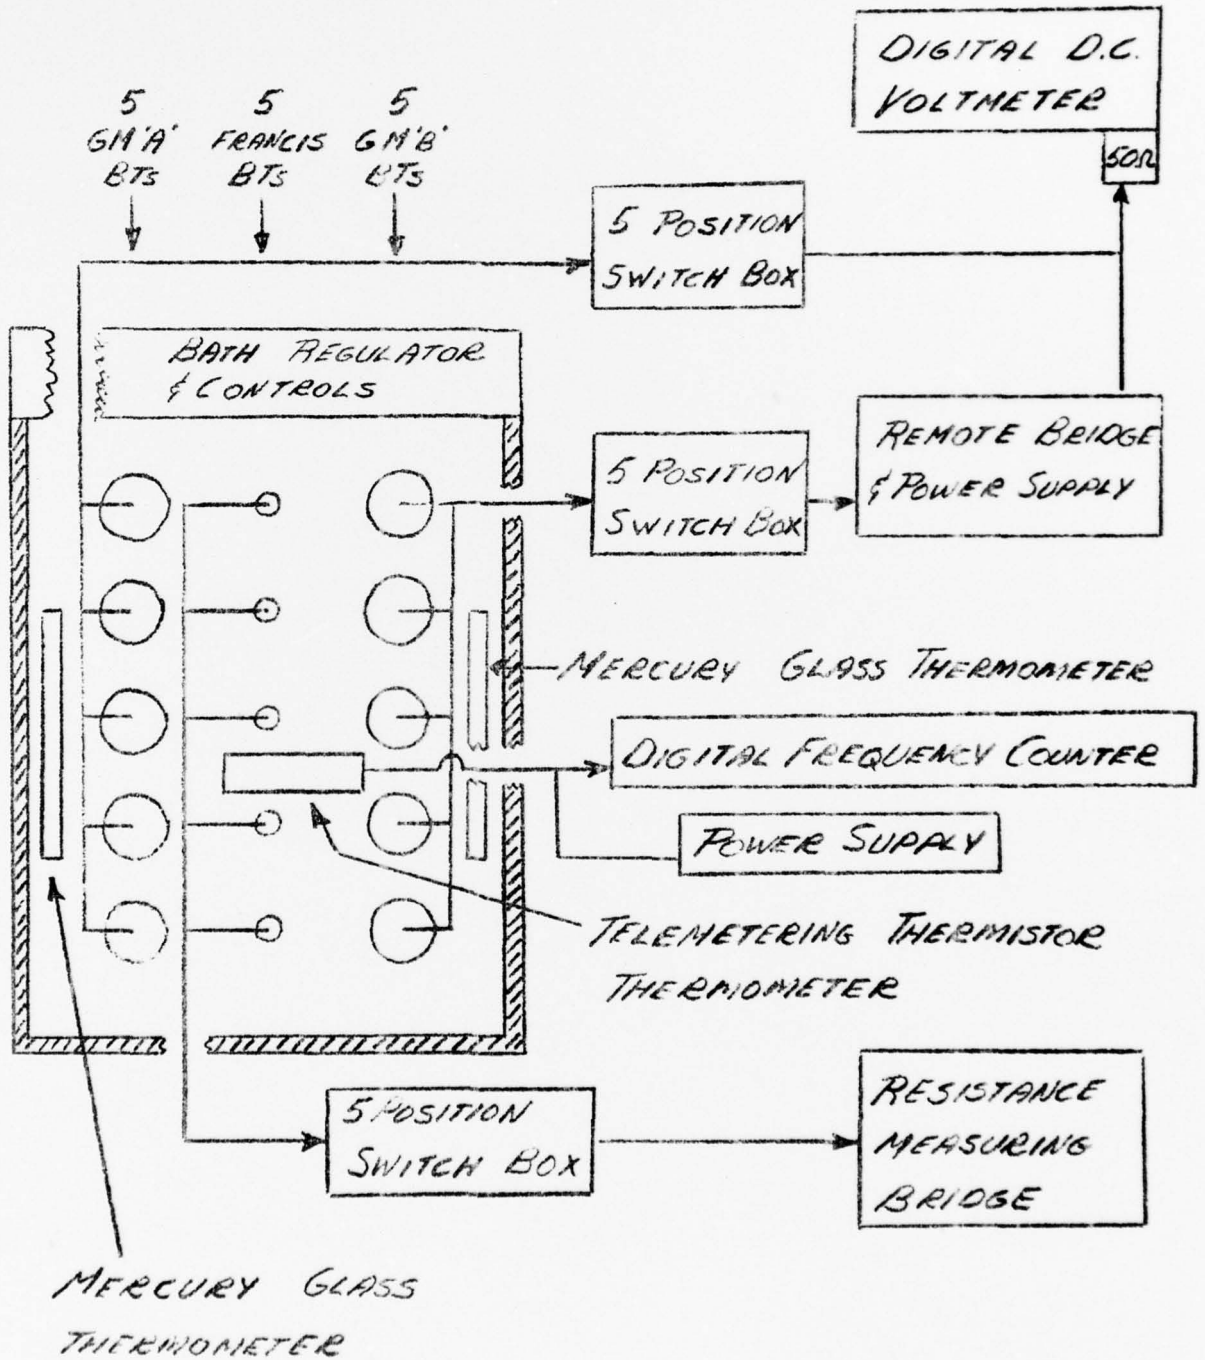 DIGITAL D.C.
VOLTMETER
50Ω
5
GM'A'
BTs
5
FRANCIS
BTs
5
GM'B'
BTs
5 POSITION
SWITCH BOX
BATH REGULATOR
& CONTROLS
5 POSITION
SWITCH BOX
REMOTE BRIDGE
& POWER SUPPLY
MERCURY GLASS THERMOMETER
DIGITAL FREQUENCY COUNTER
POWER SUPPLY
TELEMETERING THERMISTOR
THERMOMETER
5 POSITION
SWITCH BOX
RESISTANCE
MEASURING
BRIDGE
MERCURY GLASS
THERMOMETER